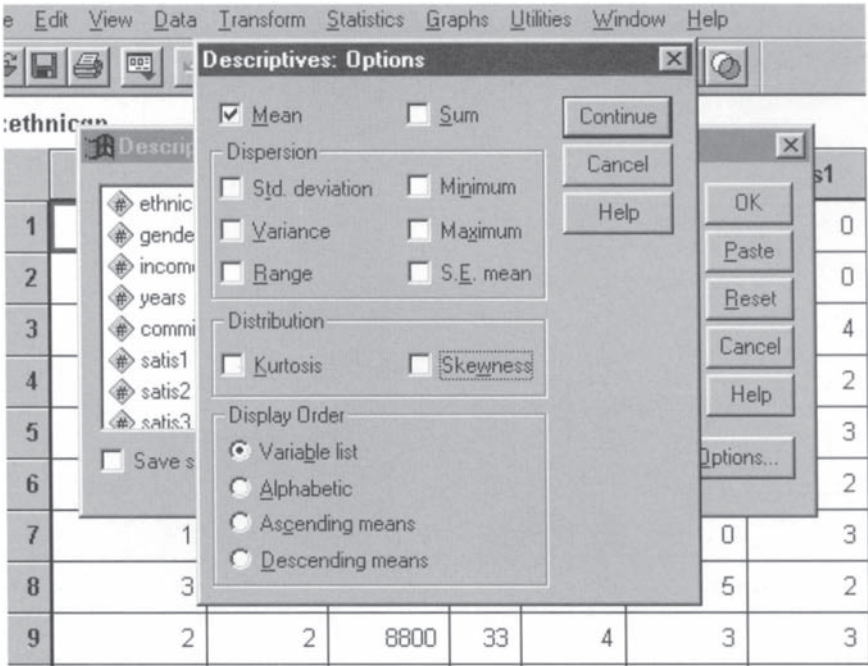 e Edit View Data Transform Statistics Graphs Utilities Window Help
Descriptives: Options
Mean Sum Continue
Dispersion Cancel
Std. deviation Minimum Help
Variance Maximum
Range S.E. mean
Distribution
Kurtosis Skewness
Display Order
Variable list
Alphabetic
Ascending means
Descending means
:ethnicgp
Descrip
ethnic
gende
incom
years
commi
satis1
satis2
satis3
Save s
OK
Paste
Reset
Cancel
Help
Options...
s1
1 0
2 0
3 4
4 2
5 3
6 2
7 1 0 3
8 3 5 2
9 2 2 8800 33 4 3 3